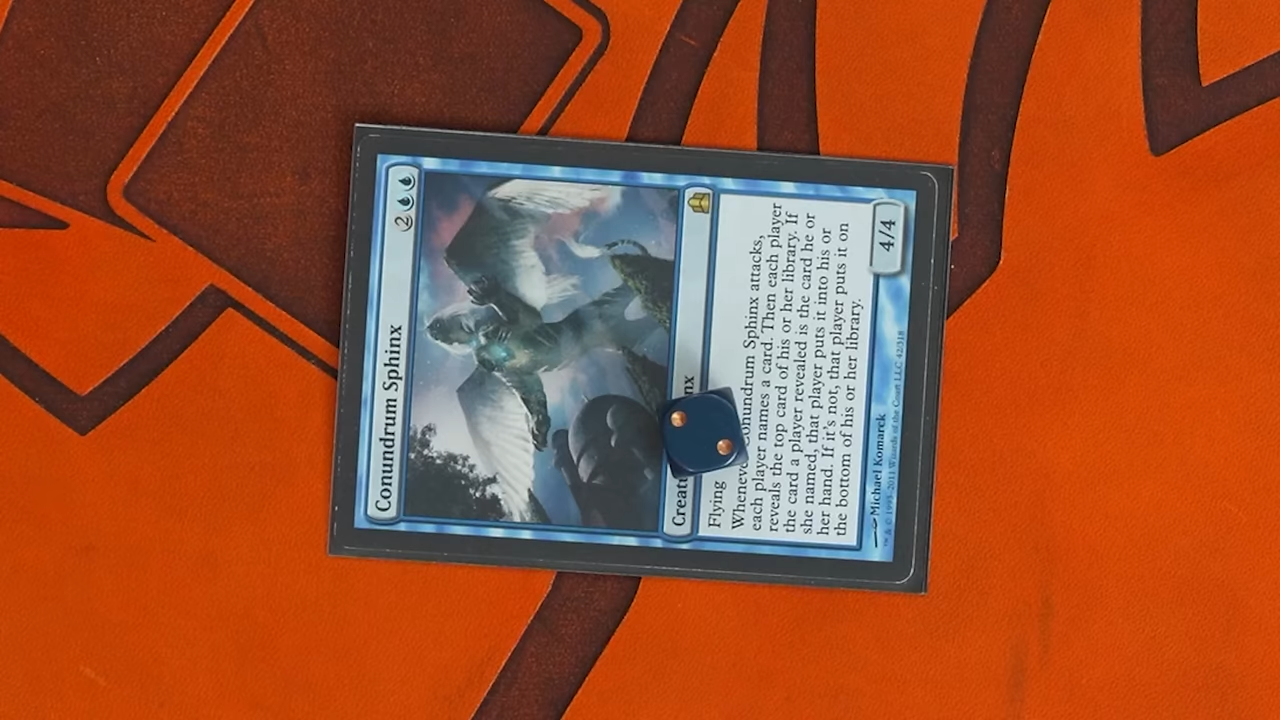 Conundrum Sphinx 2
Creatu nx
Flying
Wheneve Conundrum Sphinx attacks,
each player names a card. Then each player
reveals the top card of his or her library. If
the card a player revealed is the card he or
she named, that player puts it into his or
her hand. If it's not, that player puts it on
the bottom of his or her library.
4/4
Michael Komarck
™ & © 1993–2011 Wizards of the Coast LLC 42/318